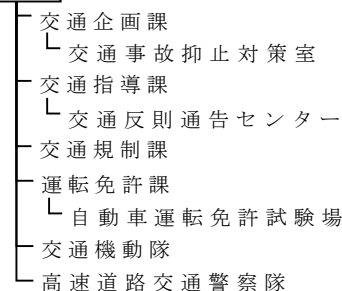 交通企画課
交通事故抑止対策室
交通指導課
交通反則通告センター
交通規制課
運転免許課
自動車運転免許試験場
交通機動隊
高速道路交通警察隊